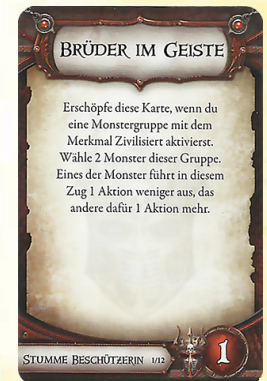 BRÜDER IM GEISTE
Erschöpfe diese Karte, wenn du
eine Monstergruppe mit dem
Merkmal Zivilisiert aktivierst.
Wähle 2 Monster dieser Gruppe.
Eines der Monster führt in diesem
Zug 1 Aktion weniger aus, das
andere dafür 1 Aktion mehr.
STUMME BESCHÜTZERIN 1/12
1